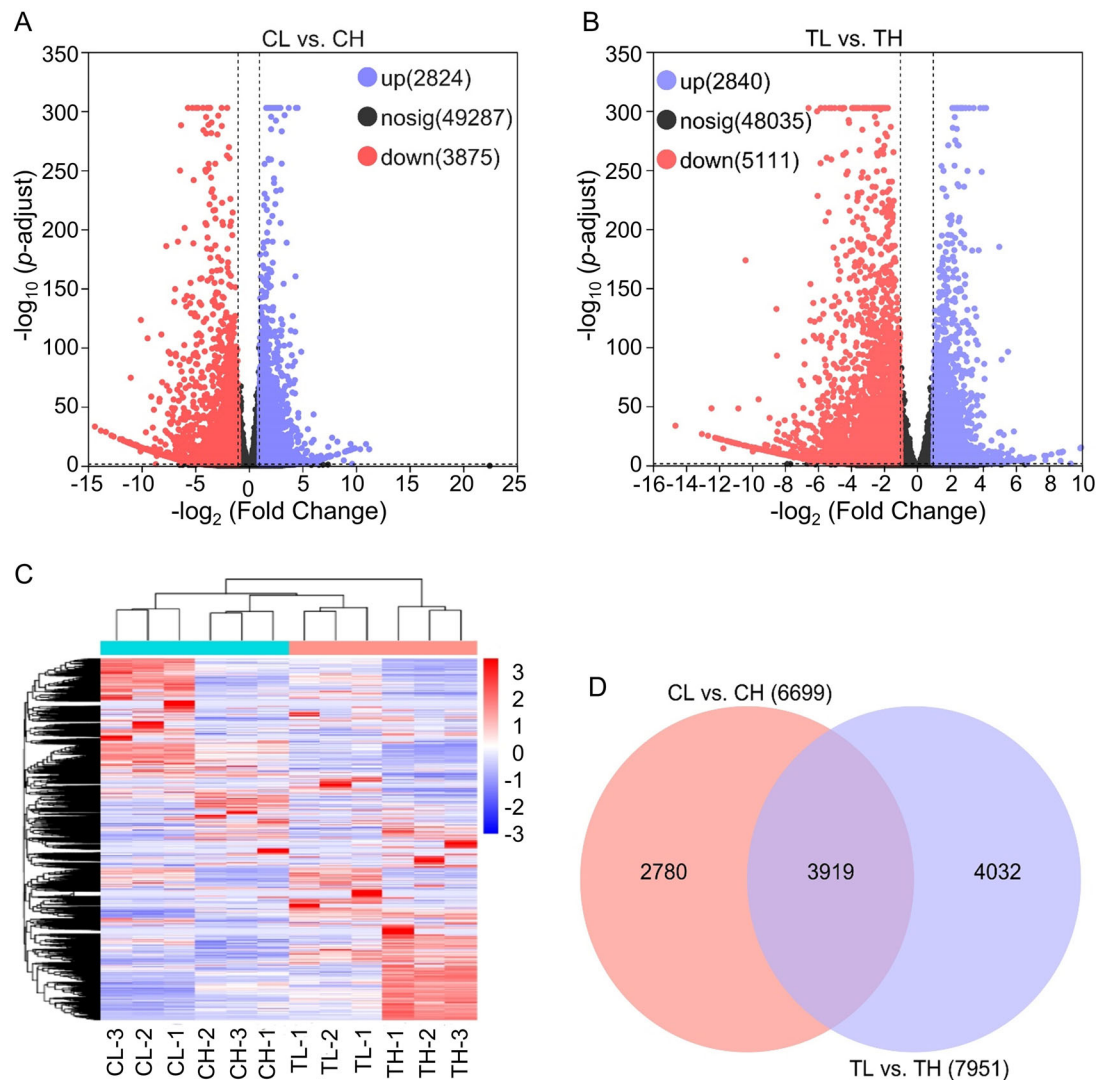 A
CL vs. CH
350
300
250
200
150
100
50
0
-log10 (p-adjust)
up(2824)
nosig(49287)
down(3875)
-15 -10 -5 0 5 10 15 20 25
-log2 (Fold Change)
B
TL vs. TH
350
300
250
200
150
100
50
0
-log10 (p-adjust)
up(2840)
nosig(48035)
down(5111)
-16 -14 -12 -10 -8 -6 -4 -2 0 2 4 6 8 10
-log2 (Fold Change)
C
3
2
1
0
-1
-2
-3
CL-3 CL-2 CL-1 CH-2 CH-3 CH-1 TL-1 TL-2 TL-1 TH-1 TH-2 TH-3
D
CL vs. CH (6699)
2780 3919 4032
TL vs. TH (7951)